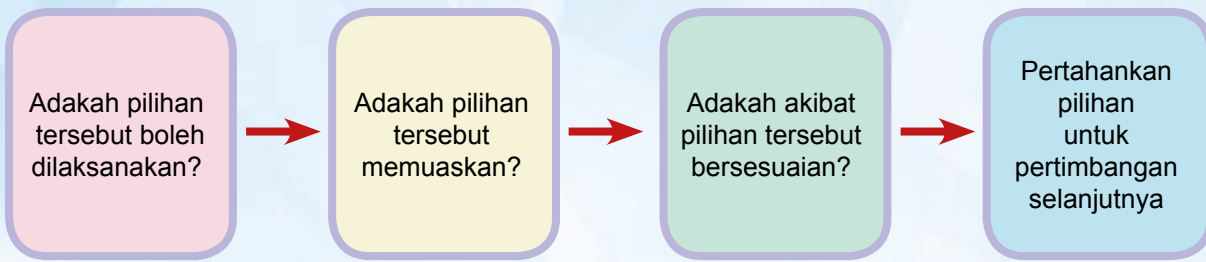 Adakah pilihan
tersebut boleh
dilaksanakan?
Adakah pilihan
tersebut
memuaskan?
Adakah akibat
pilihan tersebut
bersesuaian?
Pertahankan
pilihan
untuk
pertimbangan
selanjutnya